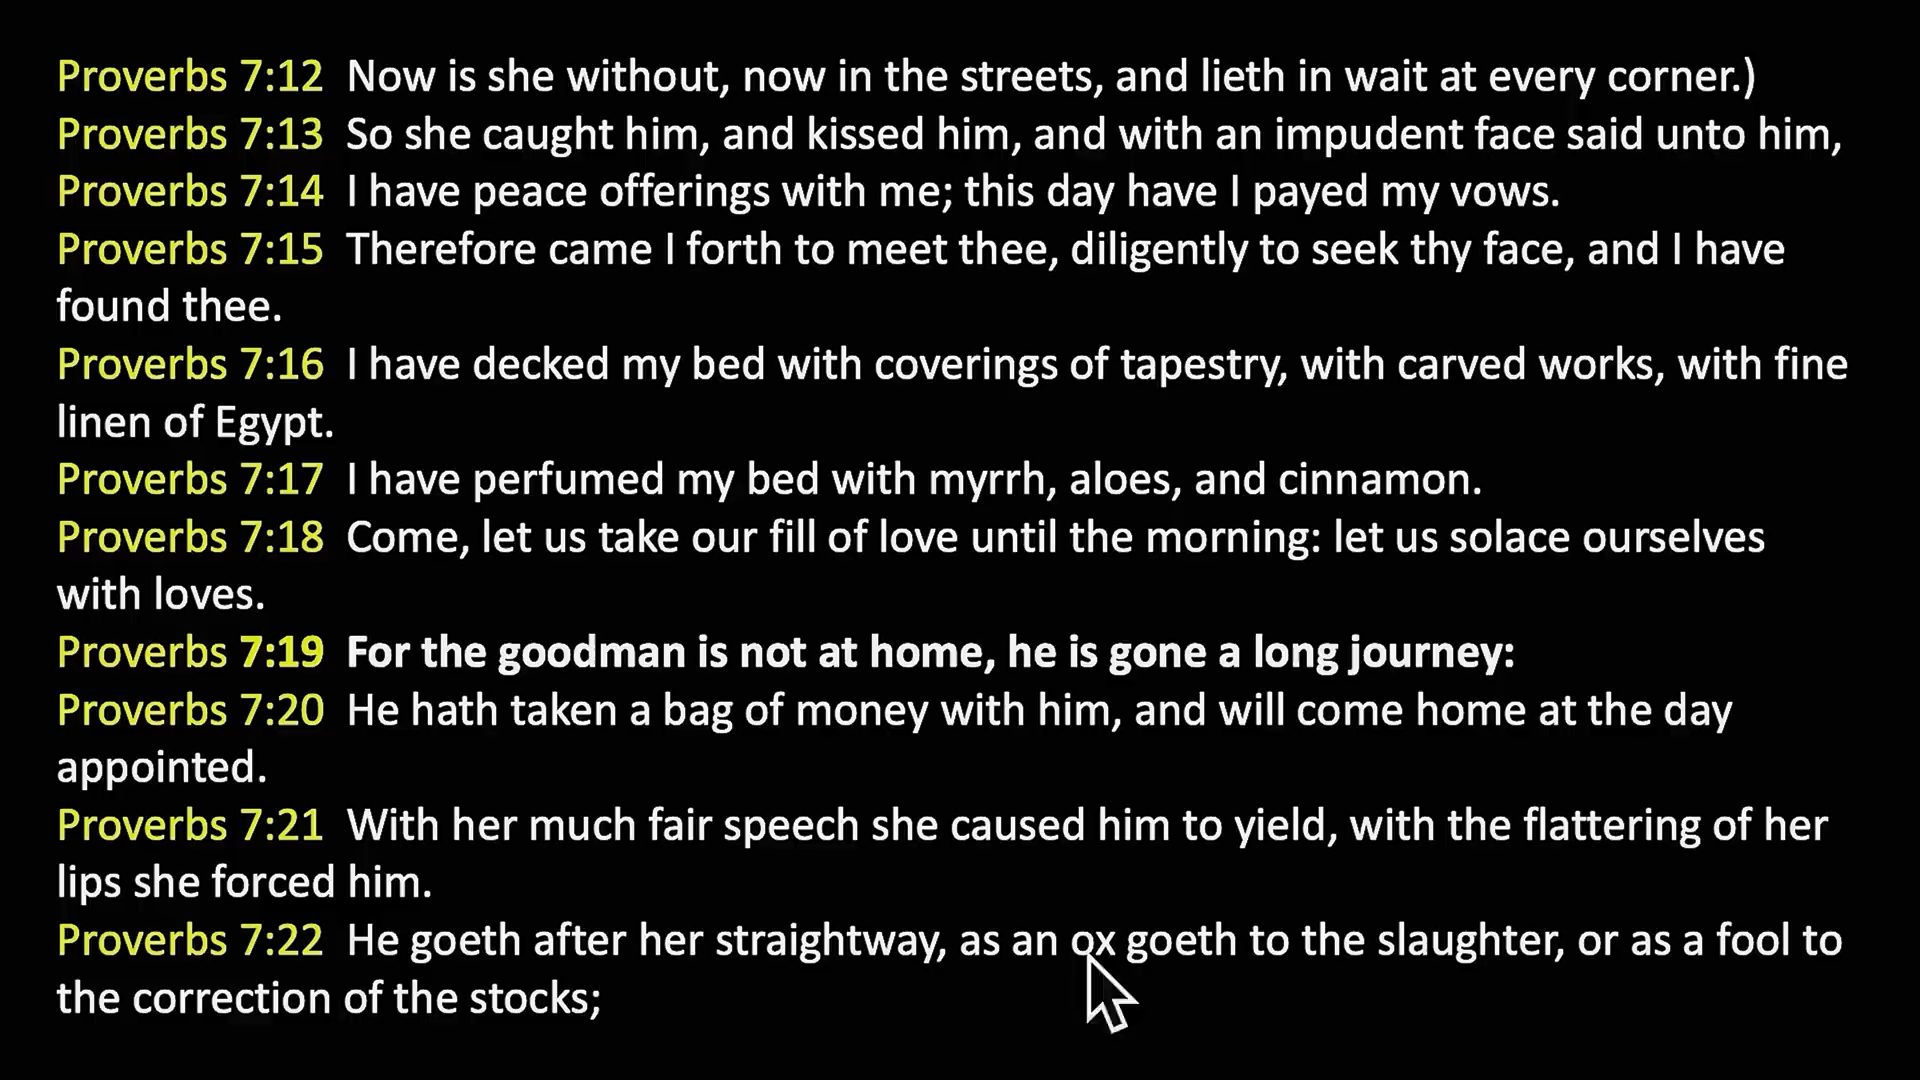 Proverbs 7:12 Now is she without, now in the streets, and lieth in wait at every corner.)
Proverbs 7:13 So she caught him, and kissed him, and with an impudent face said unto him,
Proverbs 7:14 I have peace offerings with me; this day have I payed my vows.
Proverbs 7:15 Therefore came I forth to meet thee, diligently to seek thy face, and I have
found thee.
Proverbs 7:16 I have decked my bed with coverings of tapestry, with carved works, with fine
linen of Egypt.
Proverbs 7:17 I have perfumed my bed with myrrh, aloes, and cinnamon.
Proverbs 7:18 Come, let us take our fill of love until the morning: let us solace ourselves
with loves.
Proverbs 7:19 For the goodman is not at home, he is gone a long journey:
Proverbs 7:20 He hath taken a bag of money with him, and will come home at the day
appointed.
Proverbs 7:21 With her much fair speech she caused him to yield, with the flattering of her
lips she forced him.
Proverbs 7:22 He goeth after her straightway, as an ox goeth to the slaughter, or as a fool to
the correction of the stocks;